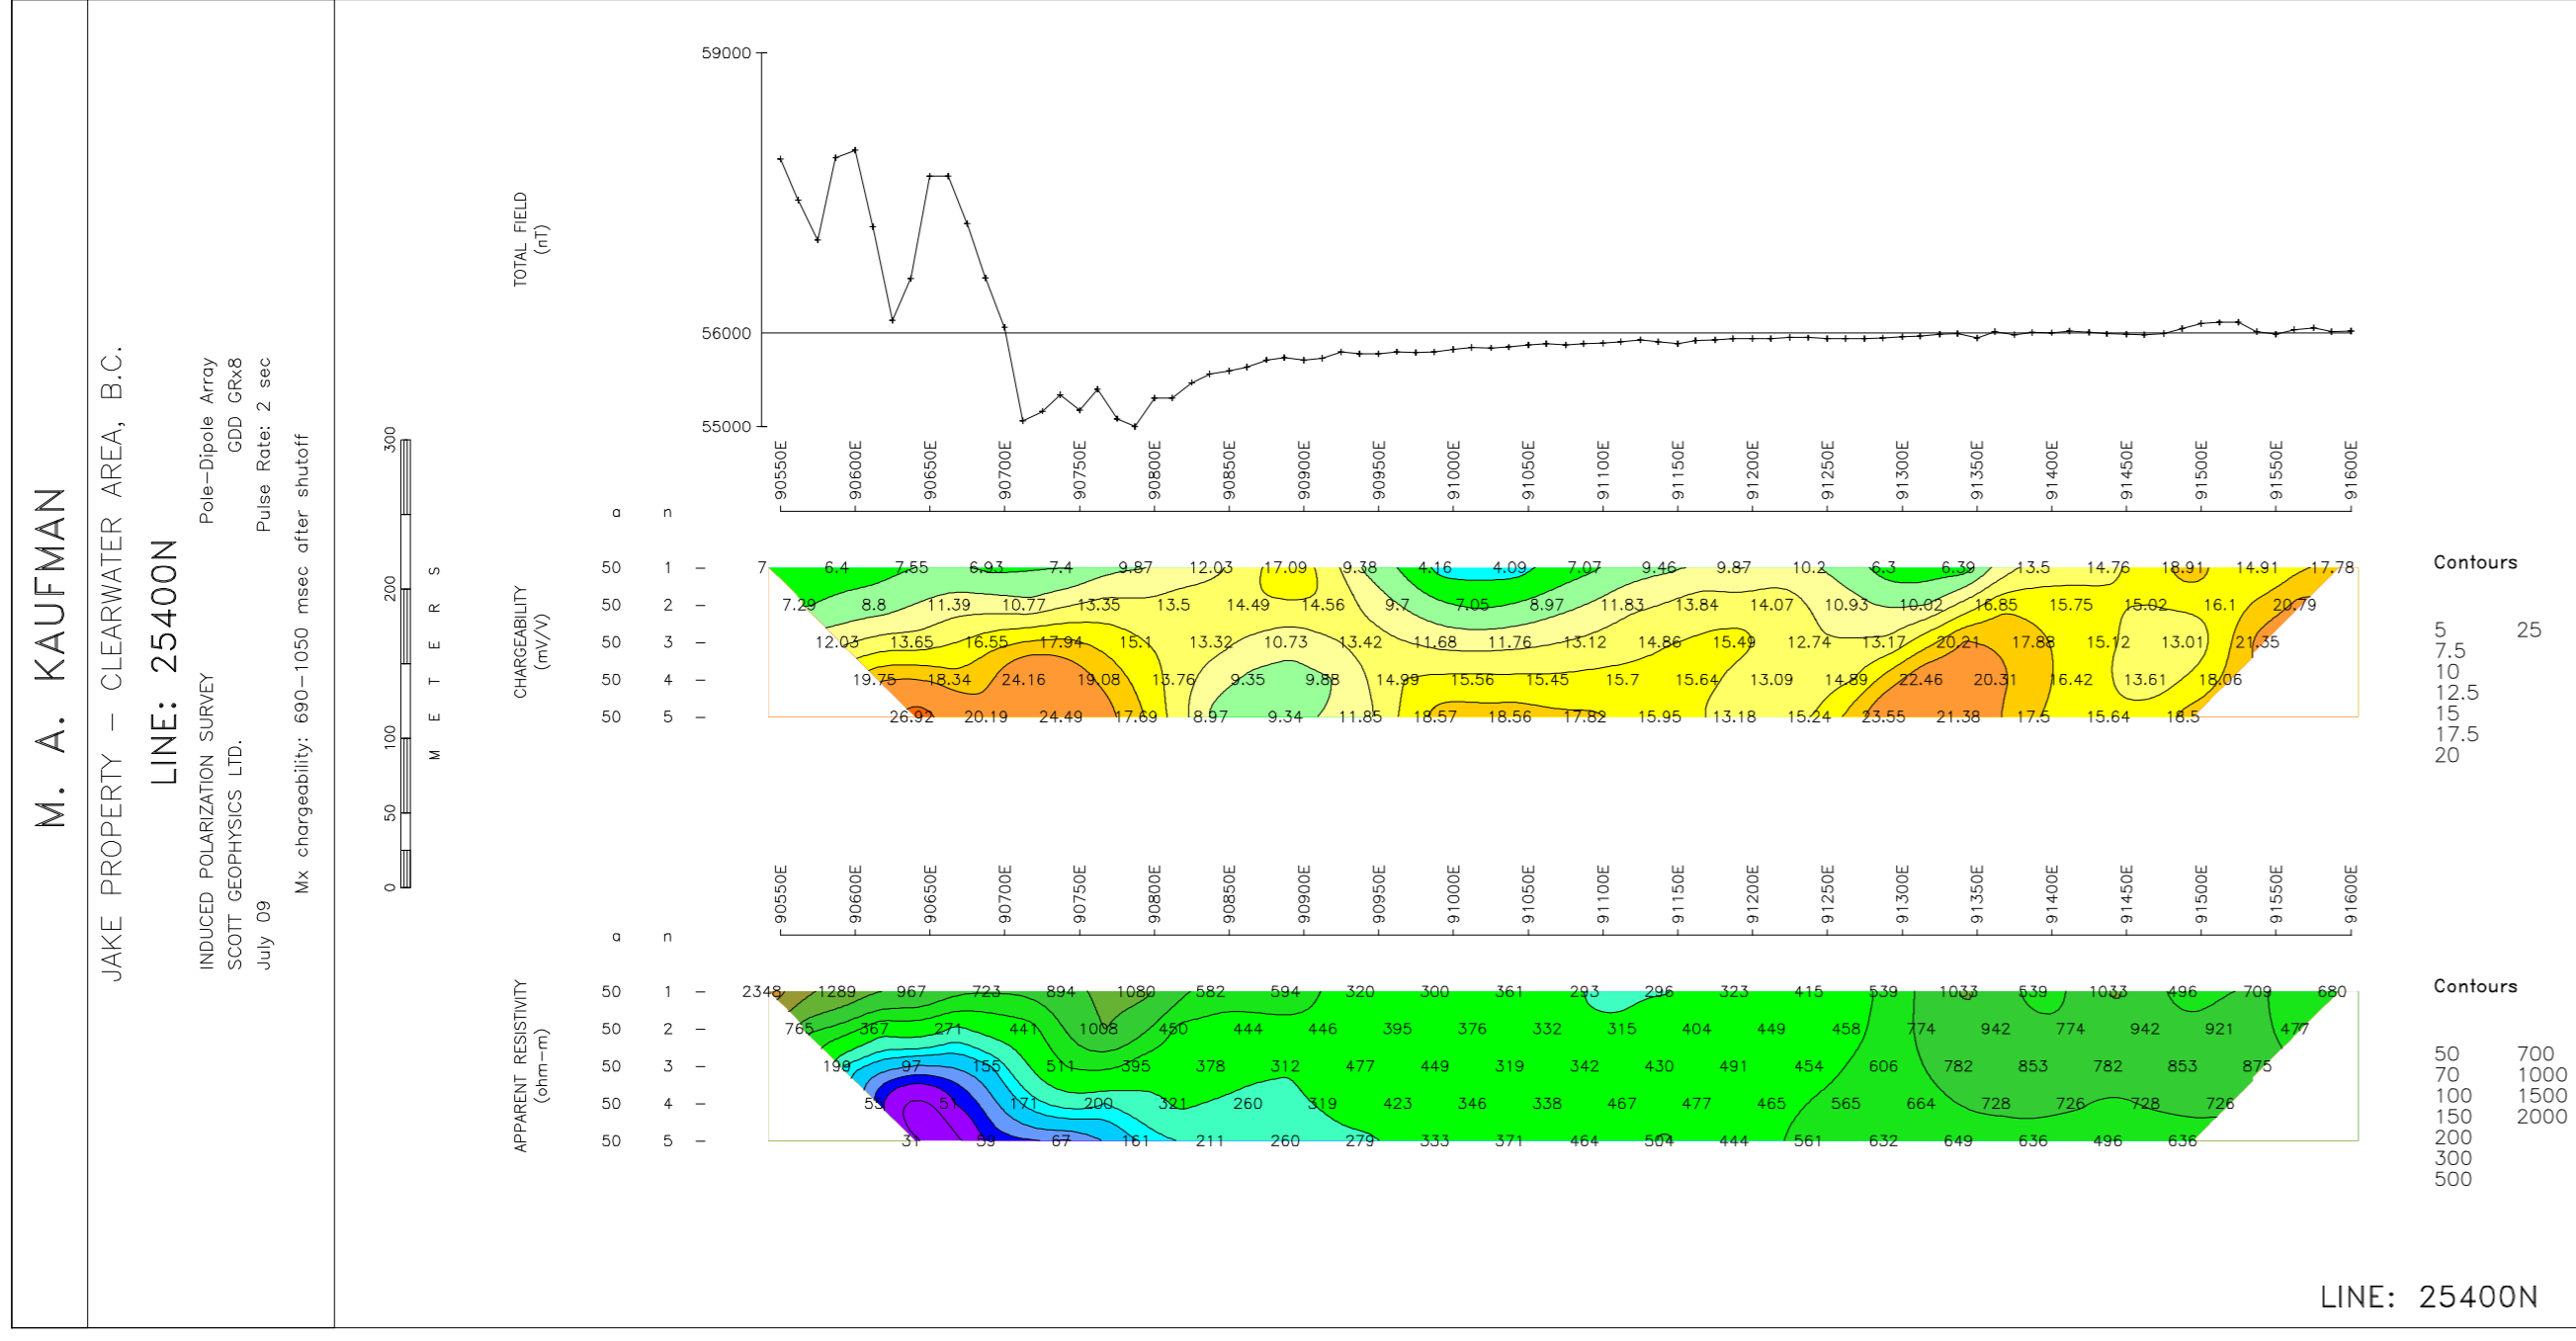 M. A. KAUFMAN
JAKE PROPERTY - CLEARWATER AREA, B.C.
LINE: 25400N
INDUCED POLARIZATION SURVEY Pole-Dipole Array
SCOTT GEOPHYSICS LTD. GDD GRx8
July 09 Pulse Rate: 2 sec
Mx chargeability: 690-1050 msec after shutoff
0 50 100 200 300
METERS
TOTAL FIELD
(nT)
59000
56000
55000
90550E 90600E 90650E 90700E 90750E 90800E 90850E 90900E 90950E 91000E 91050E 91100E 91150E 91200E 91250E 91300E 91350E 91400E 91450E 91500E 91550E 91600E
a n
CHARGEABILITY
(mV/V)
50 1 - 7 6.4 7.55 6.93 7.4 9.87 12.03 17.09 9.38 4.16 4.09 7.07 9.46 9.87 10.2 6.3 6.39 13.5 14.76 18.91 14.91 17.78
50 2 - 7.29 8.8 11.39 10.77 13.35 13.5 14.49 14.56 9.7 7.05 8.97 11.83 13.84 14.07 10.93 10.02 16.85 15.75 15.02 16.1 20.79
50 3 - 12.03 13.65 16.55 17.94 15.1 13.32 10.73 13.42 11.68 11.76 13.12 14.86 15.49 12.74 13.17 20.21 17.88 15.12 13.01 21.35
50 4 - 19.75 18.34 24.16 19.08 13.76 9.35 9.88 14.99 15.56 15.45 15.7 15.64 13.09 14.89 22.46 20.31 16.42 13.61 18.06
50 5 - 26.92 20.19 24.49 17.69 8.97 9.34 11.85 18.57 18.56 17.82 15.95 13.18 15.24 23.55 21.38 17.5 15.64 18.5
Contours
5 25
7.5
10
12.5
15
17.5
20
90550E 90600E 90650E 90700E 90750E 90800E 90850E 90900E 90950E 91000E 91050E 91100E 91150E 91200E 91250E 91300E 91350E 91400E 91450E 91500E 91550E 91600E
a n
APPARENT RESISTIVITY
(ohm-m)
50 1 - 2348 1289 967 723 894 1080 582 594 320 300 361 293 296 323 415 539 1033 539 1033 496 709 680
50 2 - 765 367 271 441 1008 450 444 446 395 376 332 315 404 449 458 774 942 774 942 921 477
50 3 - 199 97 155 511 395 378 312 477 449 319 342 430 491 454 606 782 853 782 853 875
50 4 - 55 51 171 200 321 260 319 423 346 338 467 477 465 565 664 728 726 728 726
50 5 - 31 59 67 161 211 260 279 333 371 464 504 444 561 632 649 636 496 636
Contours
50 700
70 1000
100 1500
150 2000
200
300
500
LINE: 25400N